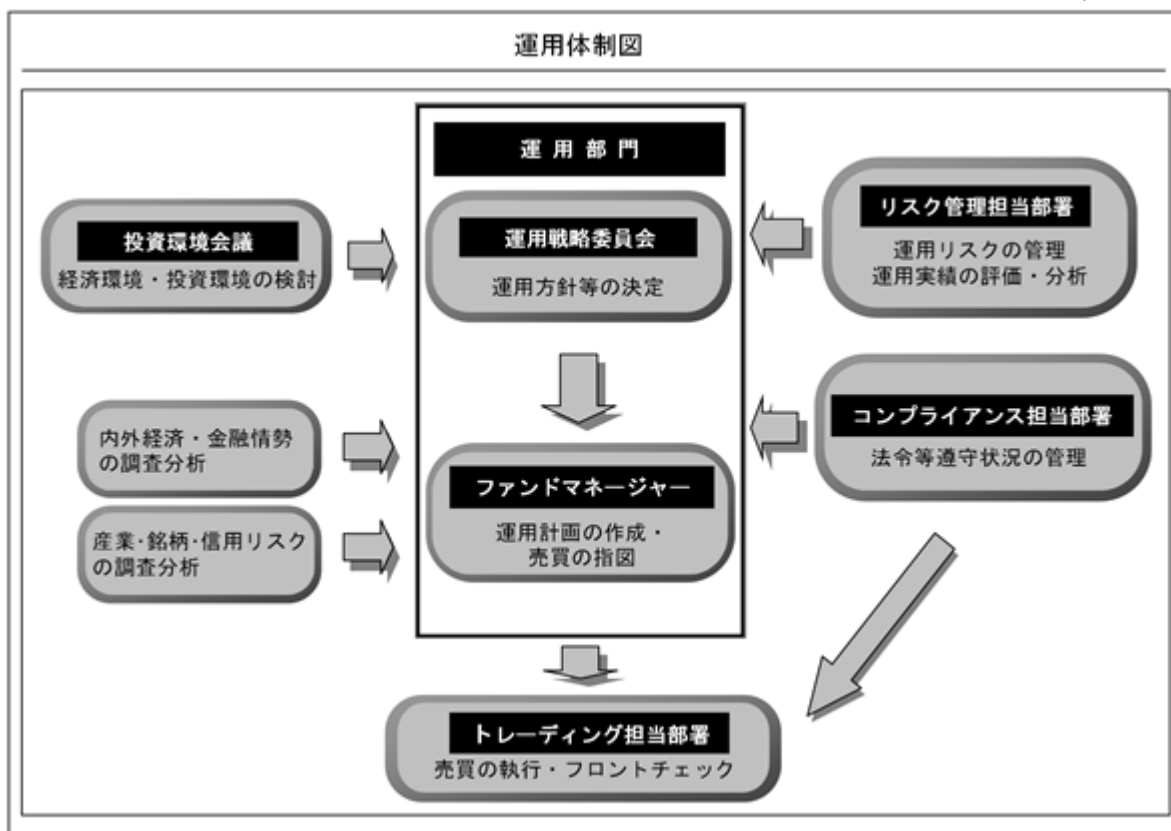 運用体制図
運用部門
投資環境会議
経済環境・投資環境の検討
運用戦略委員会
運用方針等の決定
リスク管理担当部署
運用リスクの管理
運用実績の評価・分析
内外経済・金融情勢
の調査分析
産業・銘柄・信用リスク
の調査分析
ファンドマネージャー
運用計画の作成・
売買の指図
コンプライアンス担当部署
法令等遵守状況の管理
トレーディング担当部署
売買の執行・フロントチェック